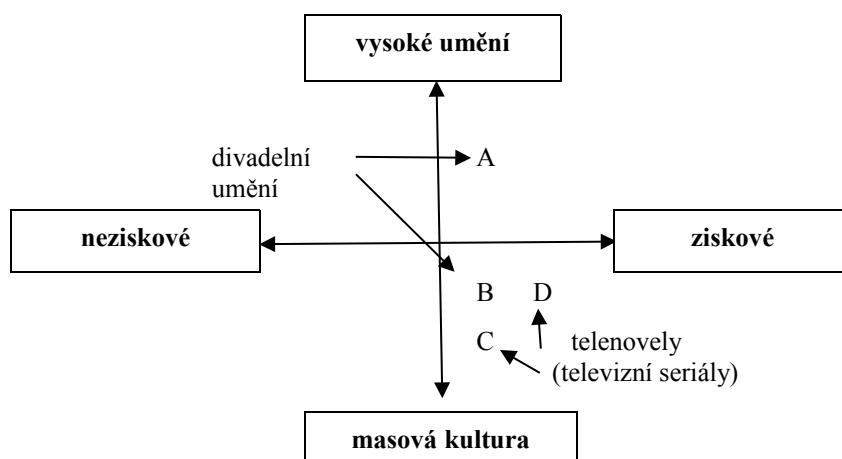 vysoké umění
divadelní
umění
A
neziskové
ziskové
B D
C
telenovely
(televizní seriály)
masová kultura